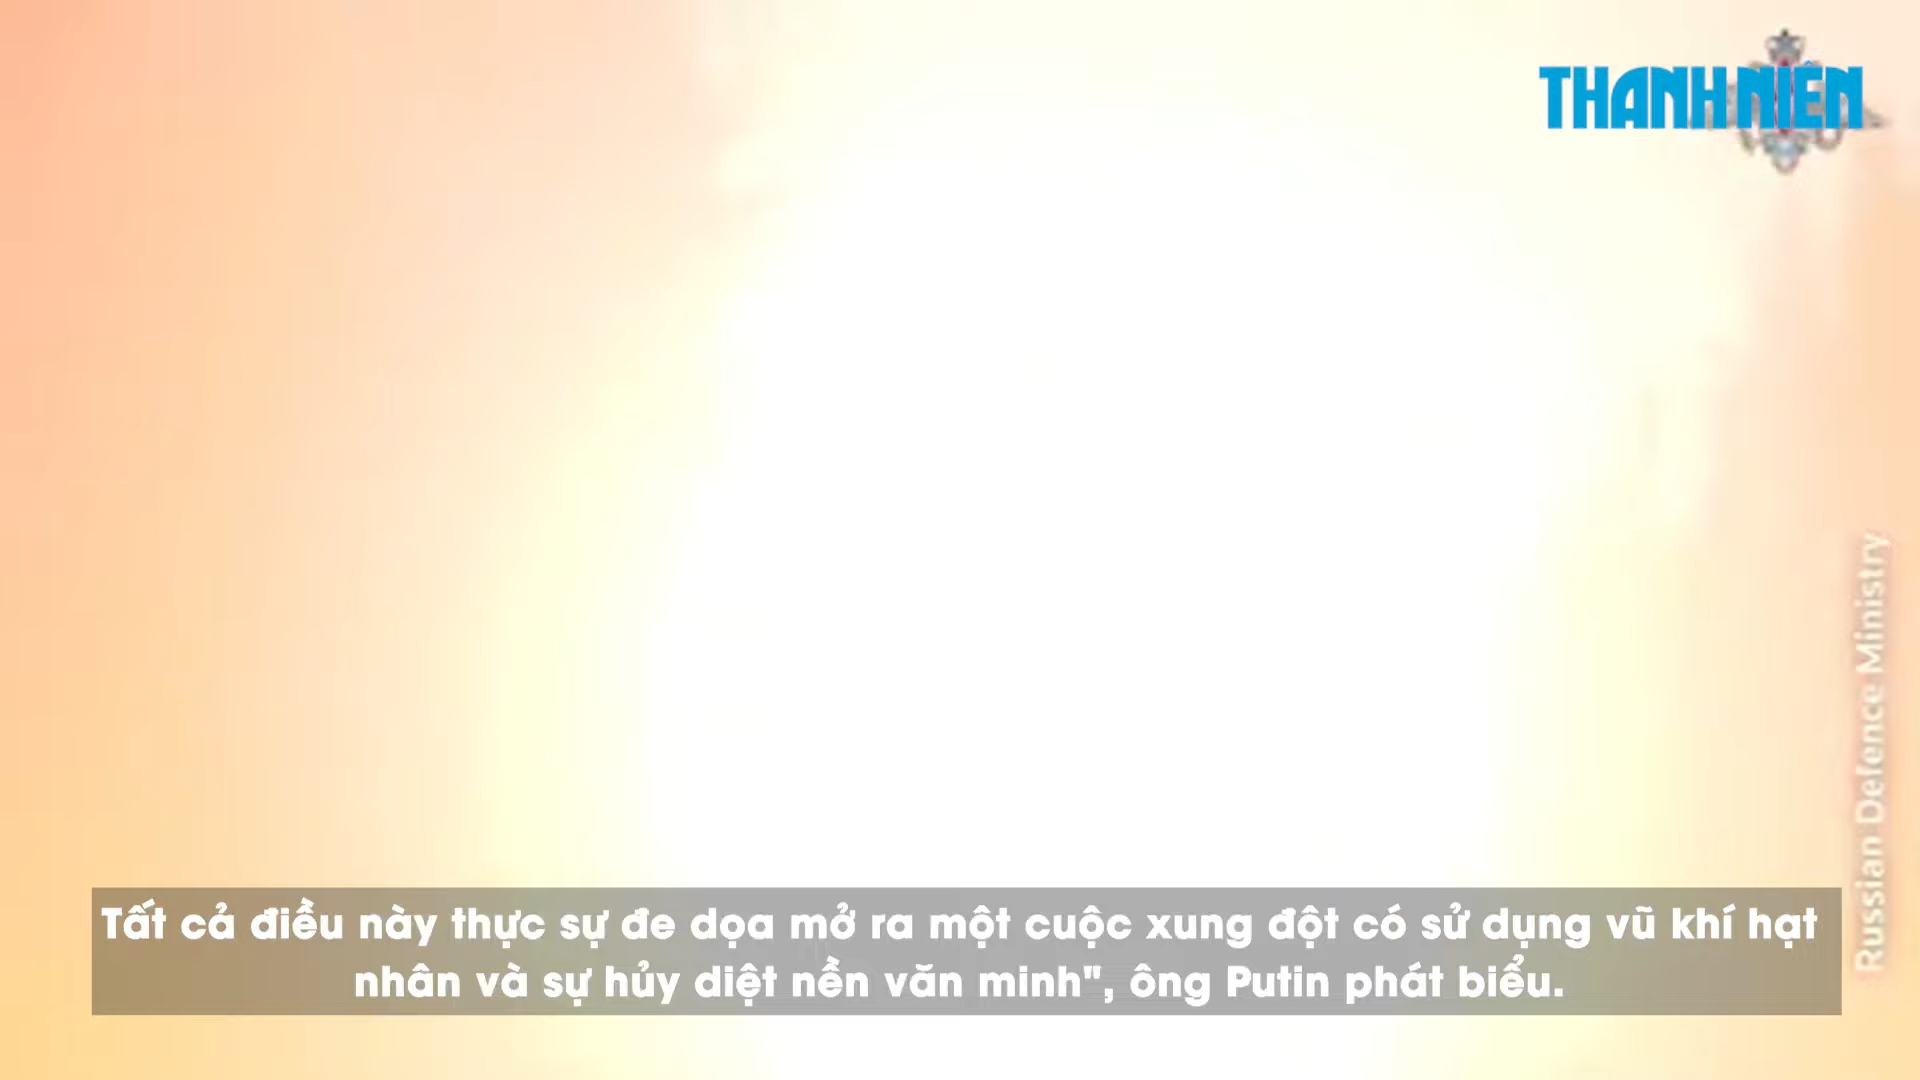 THANH NIÊN
Russian Defence Ministry
Tất cả điều này thực sự đe dọa mở ra một cuộc xung đột có sử dụng vũ khí hạt
nhân và sự hủy diệt nền văn minh", ông Putin phát biểu.